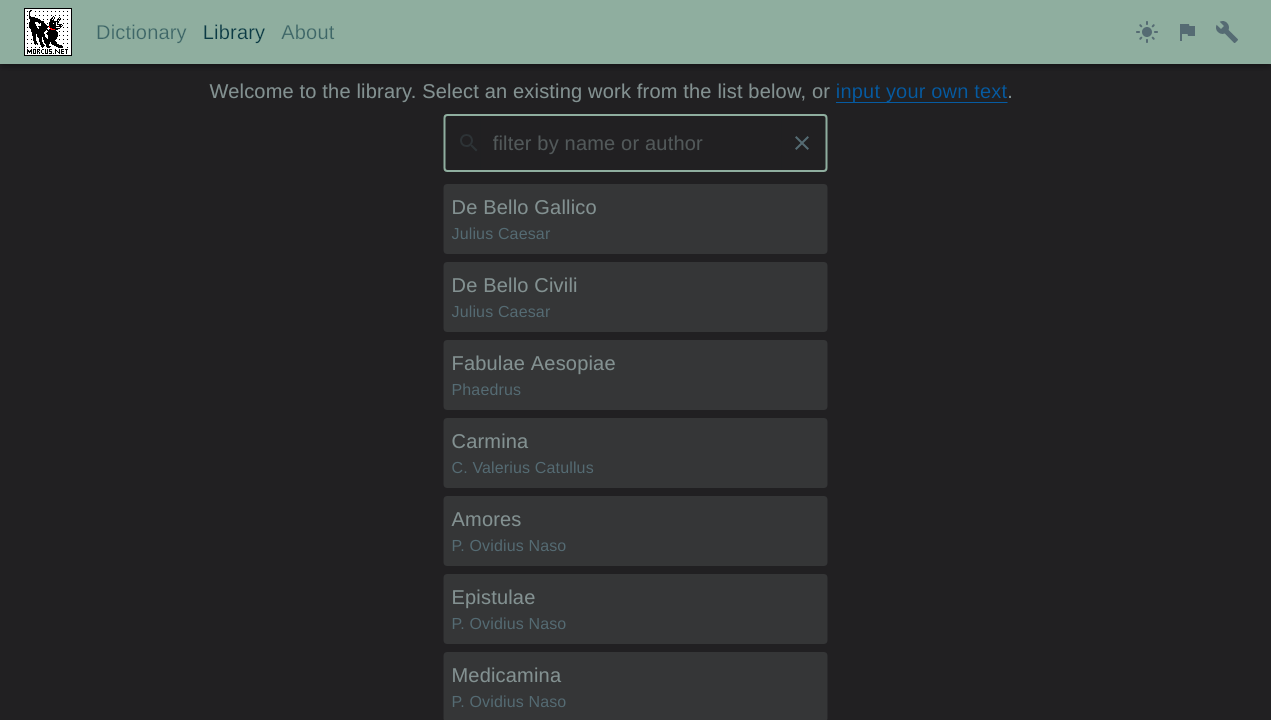 MORCUS.NET
Dictionary Library About
Welcome to the library. Select an existing work from the list below, or input your own text.
filter by name or author
De Bello Gallico
Julius Caesar
De Bello Civili
Julius Caesar
Fabulae Aesopiae
Phaedrus
Carmina
C. Valerius Catullus
Amores
P. Ovidius Naso
Epistulae
P. Ovidius Naso
Medicamina
P. Ovidius Naso